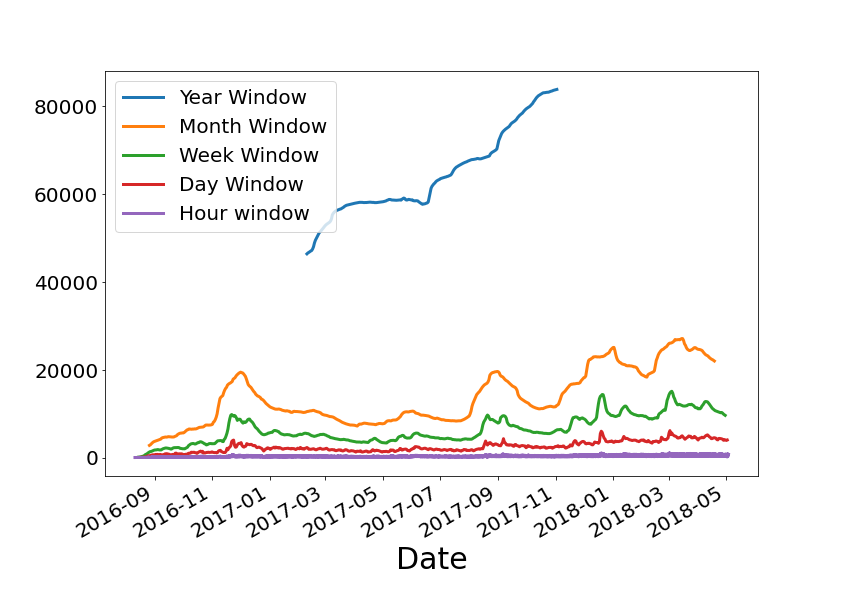 Year Window
Month Window
Week Window
Day Window
Hour window
80000
60000
40000
20000
0
2016-09
2016-11
2017-01
2017-03
2017-05
2017-07
2017-09
2017-11
2018-01
2018-03
2018-05
Date